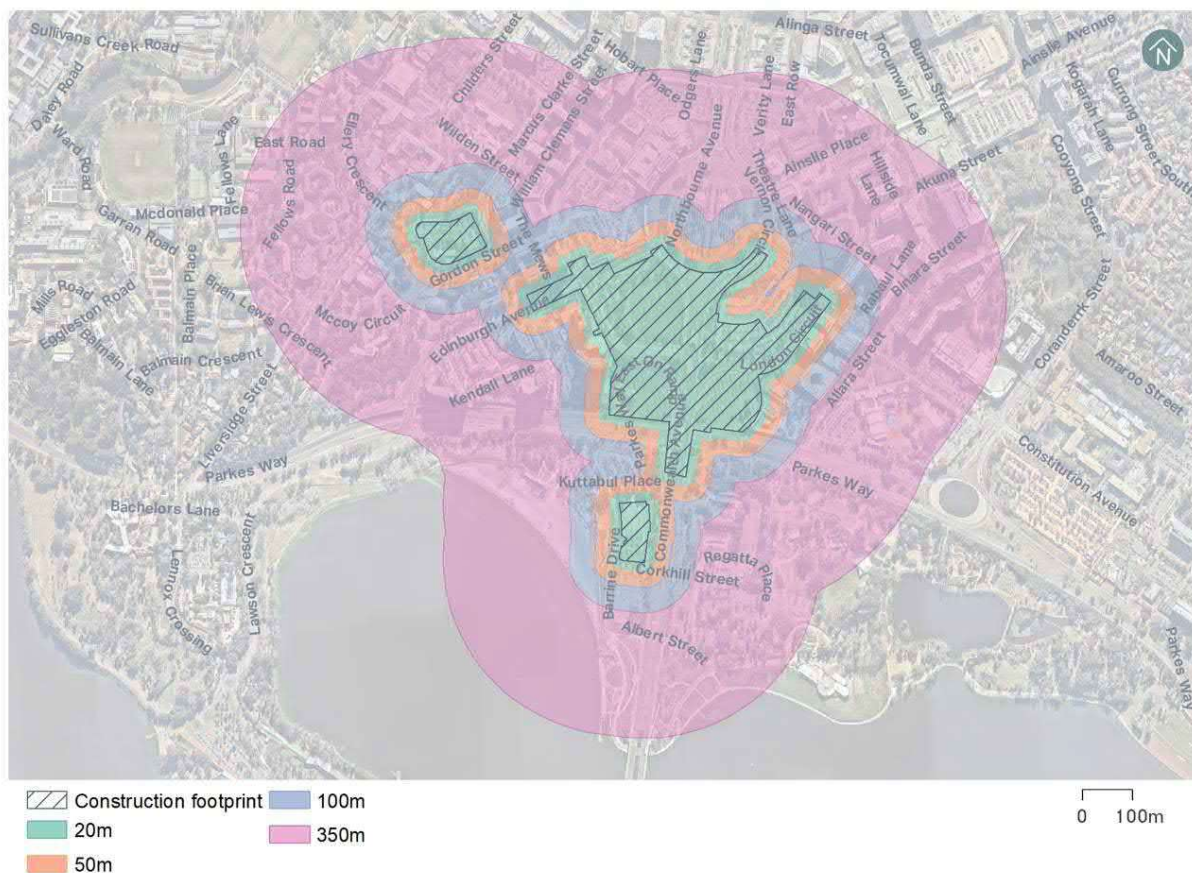 Sullivans Creek Road
Daley Road
Ward Road
Fellows Lane
East Road
Ellery Crescent
Childers Street
Marcus Clarke Street
William Clemens Street
Hobart Place
Odgers Lane
Alinga Street
Verity Lane
East Row
Tocumwal Lane
Bunda Street
Ainslie Avenue
Kogarah Lane
Currong Street South
Cooyong Street
N
Wilden Street
Northbourne Avenue
Theatre Lane
Vernon Circle
Ainslie Place
Hillside Lane
Akuna Street
Nangari Street
Mcdonald Place
Garran Road
Fellows Road
Balmain Place
Gordon Street
The Mews
Rahall Lane
Binara Street
Mills Road
Eggleston Road
Balmain Lane
Brian Lewis Crescent
Mccoy Circuit
Edinburgh Avenue
London Circuit
Coranderrk Street
Balmain Crescent
Kendall Lane
Allara Street
Amaroo Street
Liversidge Street
Commonwealth Avenue
Parkes Way
Kuttabul Place
Parkes Way
Constitution Avenue
Bachelors Lane
Lennox Crossing
Lawson Crescent
Barrine Drive
Corkhill Street
Regatta Place
Albert Street
Parkes Way
Construction footprint
20m
50m
100m
350m
0 100m